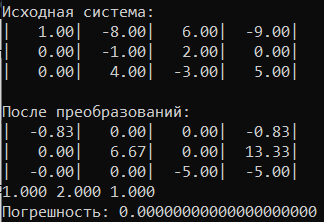 Исходная система:
|   1.00|  -8.00|   6.00|  -9.00|
|   0.00|  -1.00|   2.00|   0.00|
|   0.00|   4.00|  -3.00|   5.00|
После преобразований:
|  -0.83|   0.00|   0.00|  -0.83|
|   0.00|   6.67|   0.00|  13.33|
|  -0.00|   0.00|  -5.00|  -5.00|
1.000 2.000 1.000
Погрешность: 0.00000000000000000000